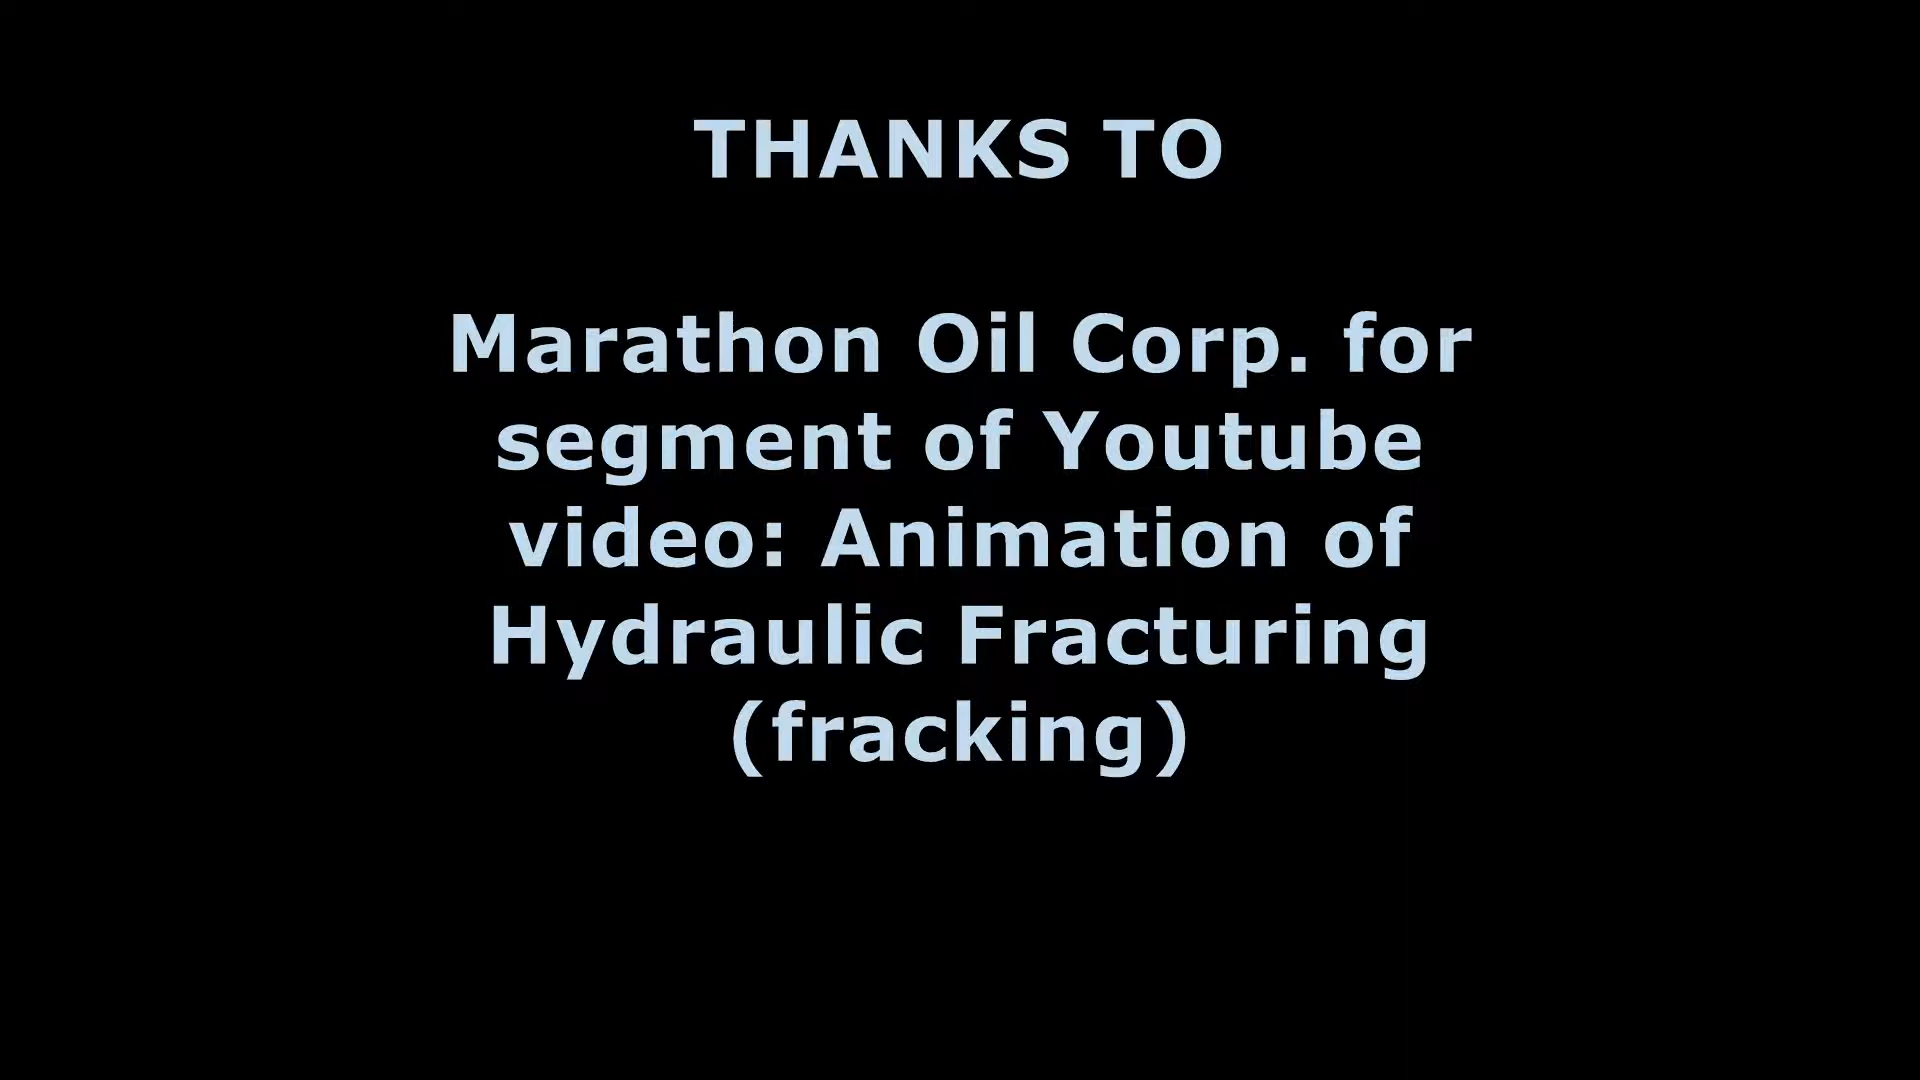 THANKS TO
Marathon Oil Corp. for
segment of Youtube
video: Animation of
Hydraulic Fracturing
(fracking)